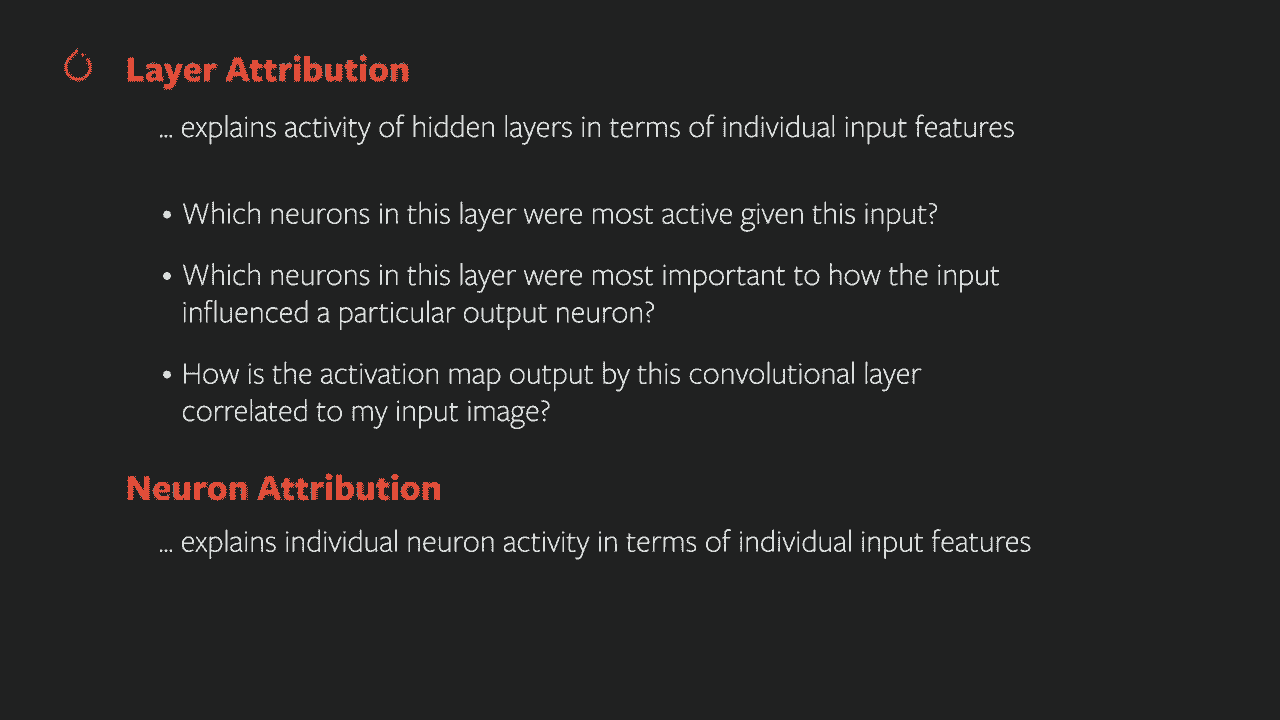 Layer Attribution
... explains activity of hidden layers in terms of individual input features
• Which neurons in this layer were most active given this input?
• Which neurons in this layer were most important to how the input
influenced a particular output neuron?
• How is the activation map output by this convolutional layer
correlated to my input image?
Neuron Attribution
... explains individual neuron activity in terms of individual input features